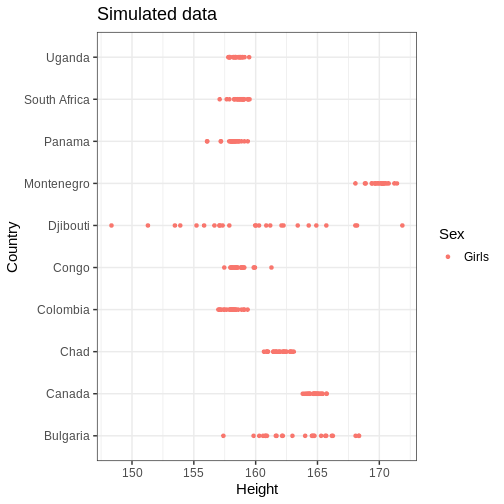 Simulated data
Uganda
South Africa
Panama
Montenegro
Djibouti
Congo
Colombia
Chad
Canada
Bulgaria
Country
150 155 160 165 170
Height
Sex
Girls